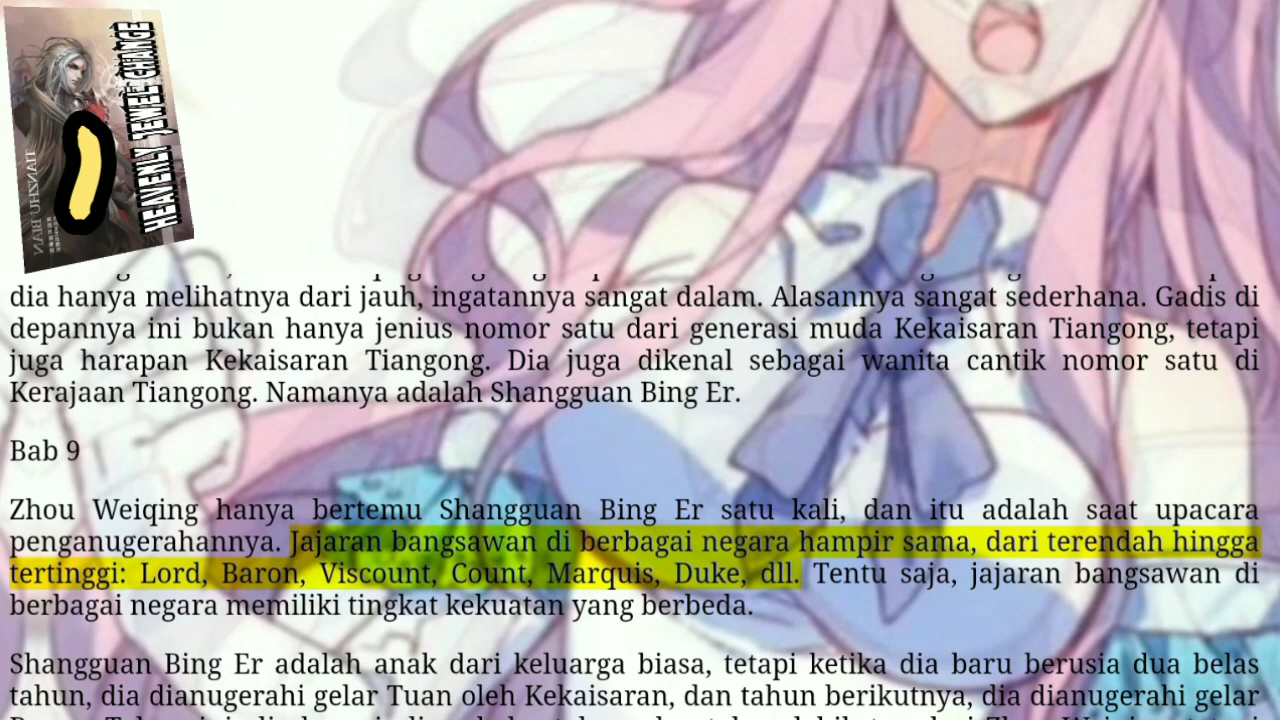 HEAVENLY JEWEL CHANGE
TIANZHU BIAN
dia hanya melihatnya dari jauh, ingatannya sangat dalam. Alasannya sangat sederhana. Gadis di
depannya ini bukan hanya jenius nomor satu dari generasi muda Kekaisaran Tiangong, tetapi
juga harapan Kekaisaran Tiangong. Dia juga dikenal sebagai wanita cantik nomor satu di
Kerajaan Tiangong. Namanya adalah Shangguan Bing Er.
Bab 9
Zhou Weiqing hanya bertemu Shangguan Bing Er satu kali, dan itu adalah saat upacara
penganugerahannya. Jajaran bangsawan di berbagai negara hampir sama, dari terendah hingga
tertinggi: Lord, Baron, Viscount, Count, Marquis, Duke, dll. Tentu saja, jajaran bangsawan di
berbagai negara memiliki tingkat kekuatan yang berbeda.
Shangguan Bing Er adalah anak dari keluarga biasa, tetapi ketika dia baru berusia dua belas
tahun, dia dianugerahi gelar Tuan oleh Kekaisaran, dan tahun berikutnya, dia dianugerahi gelar